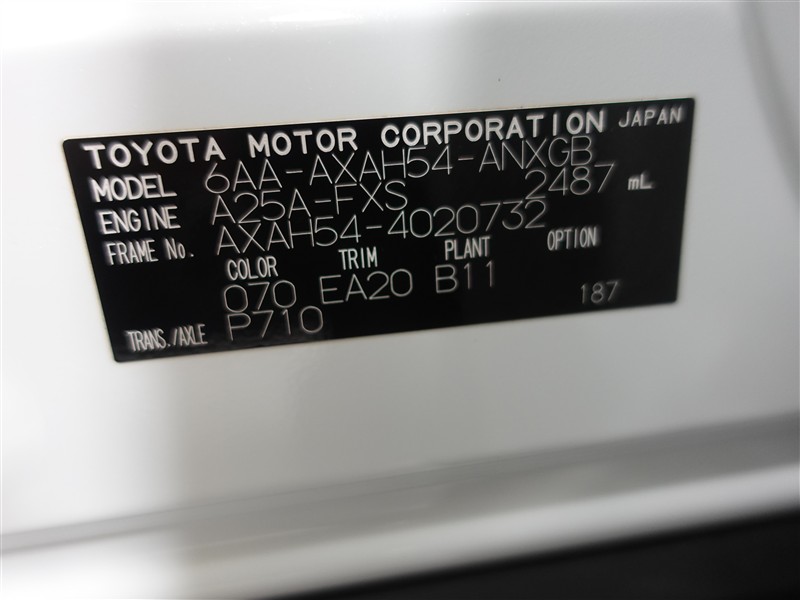 TOYOTA MOTOR CORPORATION JAPAN
MODEL 6AA-AXAH54-ANXGB
ENGINE A25A-FXS 2487 mL
FRAME No. AXAH54-4020732
COLOR TRIM PLANT OPTION
070 EA20 B11 187
TRANS./AXLE P710